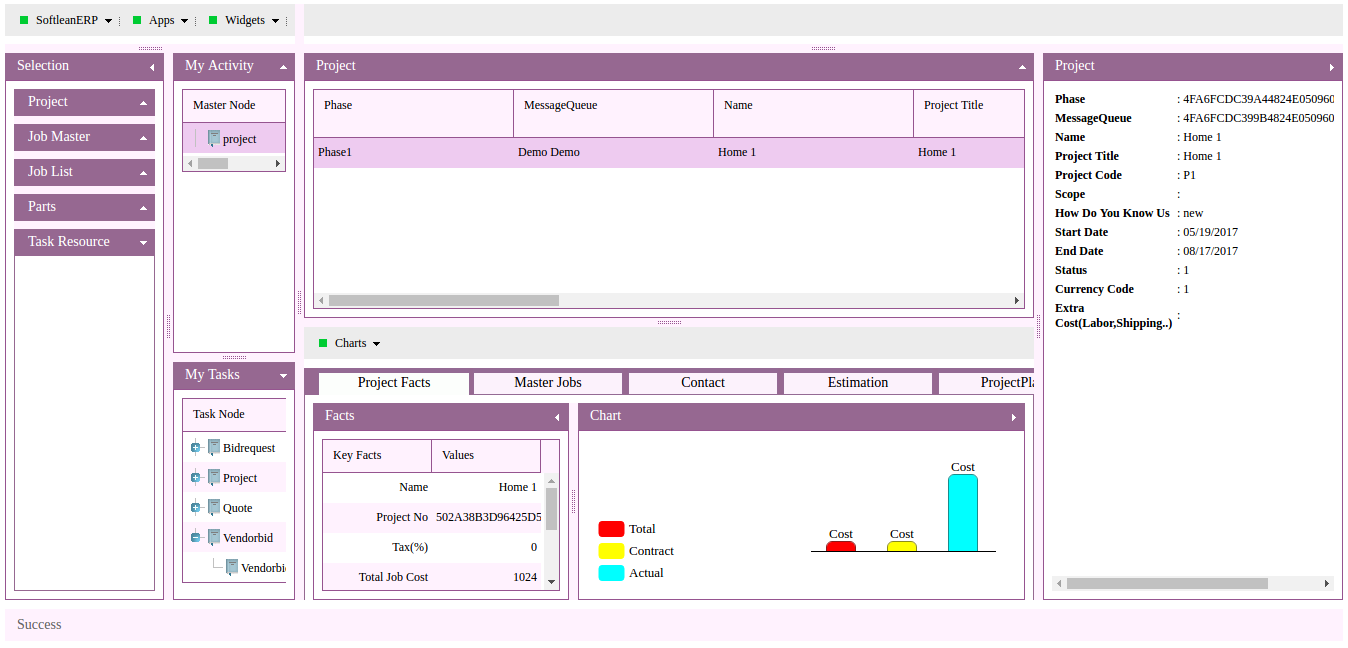 SoftleanERP
Apps
Widgets
Selection
Project
Job Master
Job List
Parts
Task Resource
My Activity
Master Node
project
My Tasks
Task Node
Bidrequest
Project
Quote
Vendorbid
Vendorbi
Project
Phase MessageQueue Name Project Title
Phase1 Demo Demo Home 1 Home 1
Charts
Project Facts Master Jobs Contact Estimation ProjectPla
Facts
Key Facts Values
Name Home 1
Project No 502A38B3D96425D5
Tax(%) 0
Total Job Cost 1024
Chart
Total
Contract
Actual
Cost
Cost
Cost
Project
Phase : 4FA6FCDC39A44824E050960
MessageQueue : 4FA6FCDC399B4824E050960
Name : Home 1
Project Title : Home 1
Project Code : P1
Scope :
How Do You Know Us : new
Start Date : 05/19/2017
End Date : 08/17/2017
Status : 1
Currency Code : 1
Extra
Cost(Labor,Shipping..) :
Success